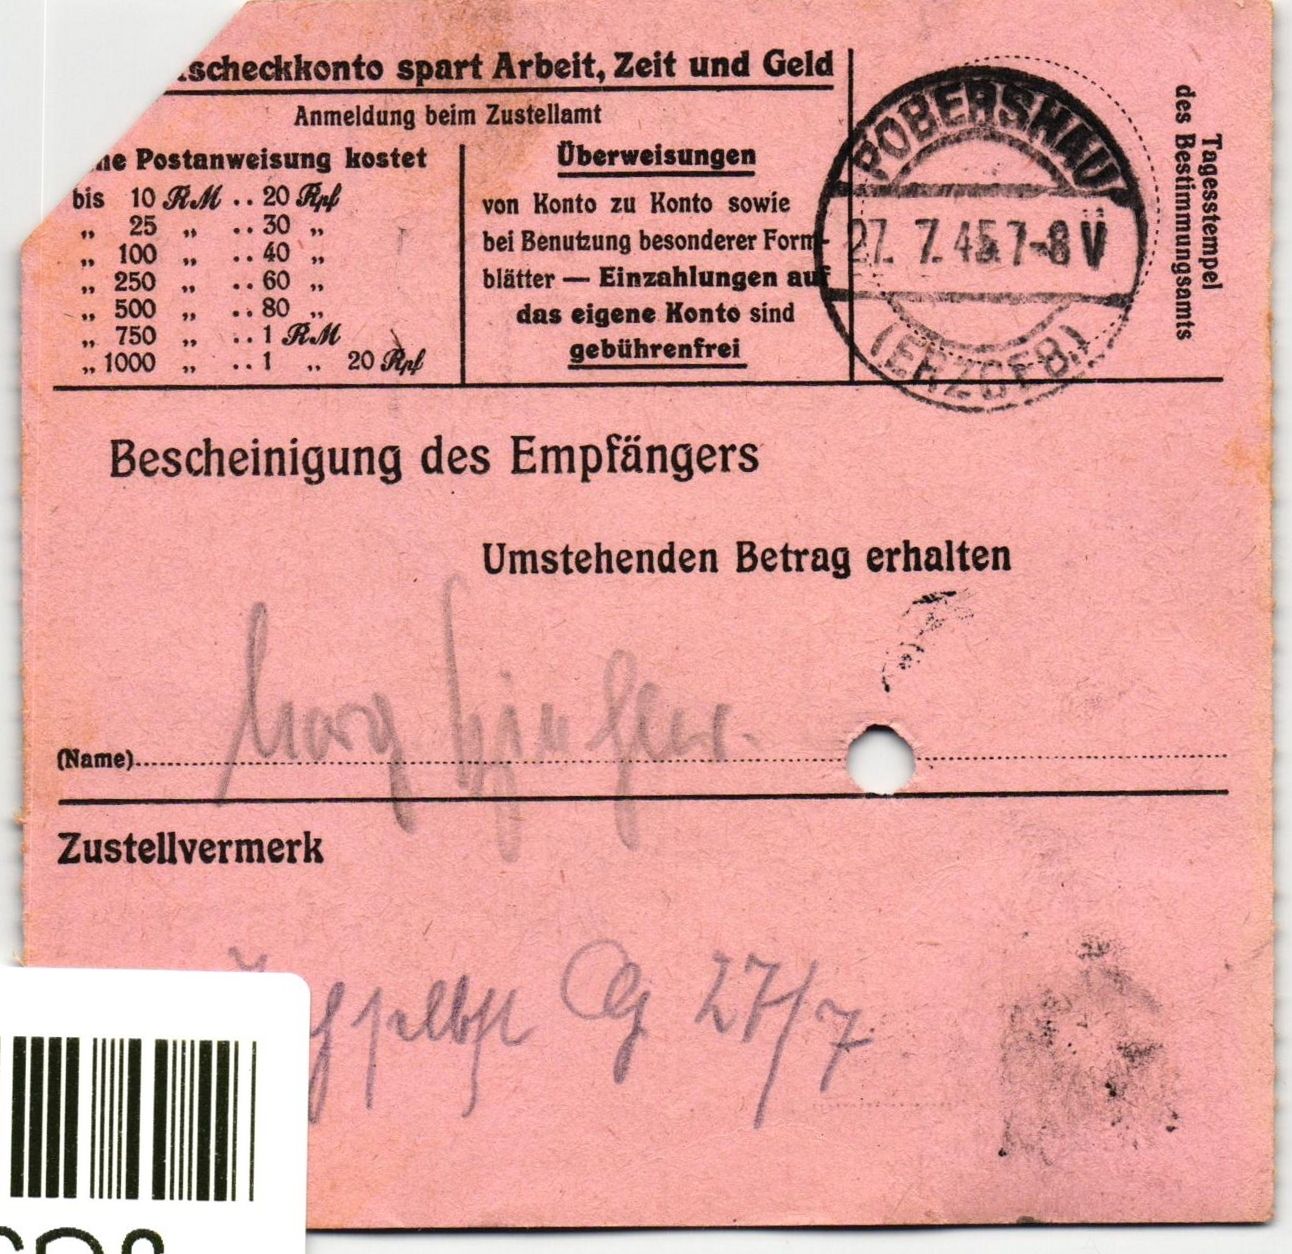 scheckkonto spart Arbeit, Zeit und Geld
Anmeldung beim Zustellamt
ne Postanweisung kostet
bis 10 RM . . 20 Rpf
„ 25 „ . . 30 „
„ 100 „ . . 40 „
„ 250 „ . . 60 „
„ 500 „ . . 80 „
„ 750 „ . . 1 RM
„ 1000 „ . . 1 „ 20 Rpf
Überweisungen
von Konto zu Konto sowie
bei Benutzung besonderer Form-
blätter — Einzahlungen auf
das eigene Konto sind
gebührenfrei
POBERSHAU
27. 7. 45. 7-8 V
(ERZGEB.)
Tagesstempel
des Bestimmungsamts
Bescheinigung des Empfängers
Umstehenden Betrag erhalten
(Name)
Zustellvermerk
selbst 27/7